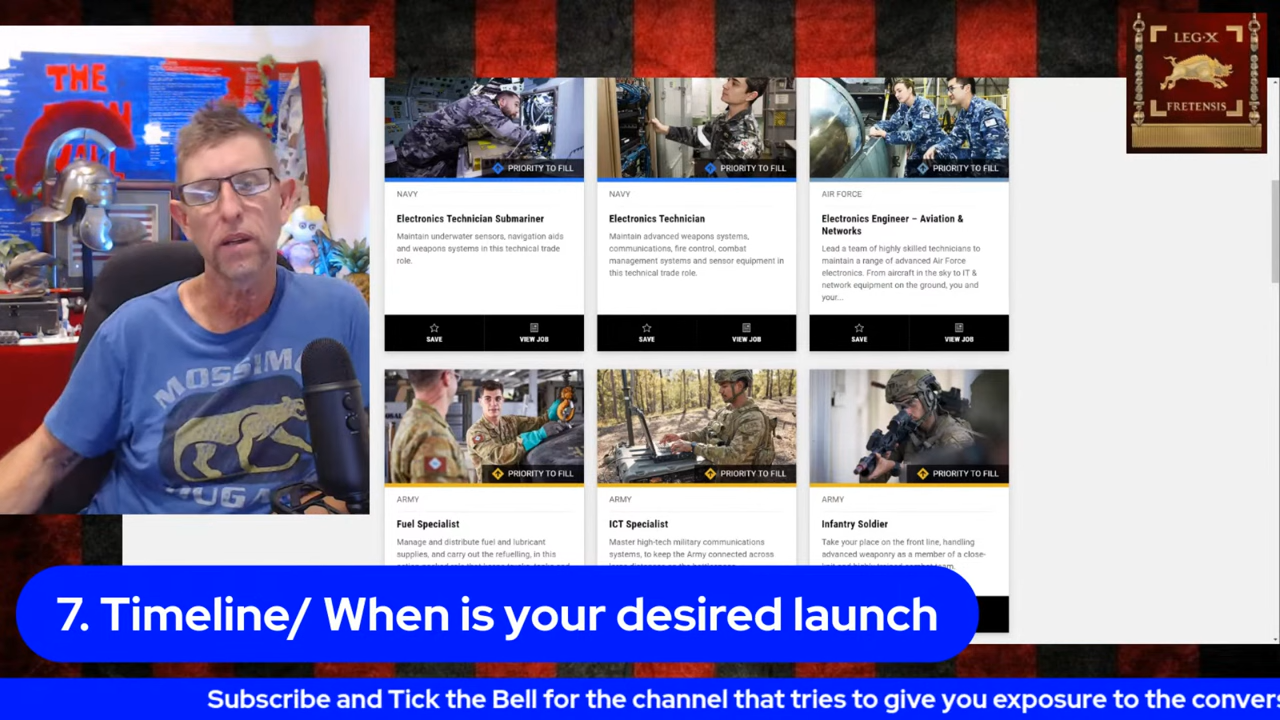 THE
LEG·X
FRETENSIS
MOSSIMO
PRIORITY TO FILL
NAVY
Electronics Technician Submariner
Maintain underwater sensors, navigation aids
and weapons systems in this technical trade
role.
SAVE
VIEW JOB
PRIORITY TO FILL
NAVY
Electronics Technician
Maintain advanced weapons systems,
communications, fire control, combat
management systems and sensor equipment in
this technical trade role.
SAVE
VIEW JOB
PRIORITY TO FILL
AIR FORCE
Electronics Engineer – Aviation &
Networks
Lead a team of highly skilled technicians to
maintain a range of advanced Air Force
electronics. From aircraft in the sky to IT &
network equipment on the ground, you and
your...
SAVE
VIEW JOB
PRIORITY TO FILL
ARMY
Fuel Specialist
Manage and distribute fuel and lubricant
supplies, and carry out the refuelling, in this
PRIORITY TO FILL
ARMY
ICT Specialist
Master high-tech military communications
systems, to keep the Army connected across
PRIORITY TO FILL
ARMY
Infantry Soldier
Take your place on the front line, handling
advanced weaponry as a member of a close-
7. Timeline/ When is your desired launch
Subscribe and Tick the Bell for the channel that tries to give you exposure to the convers